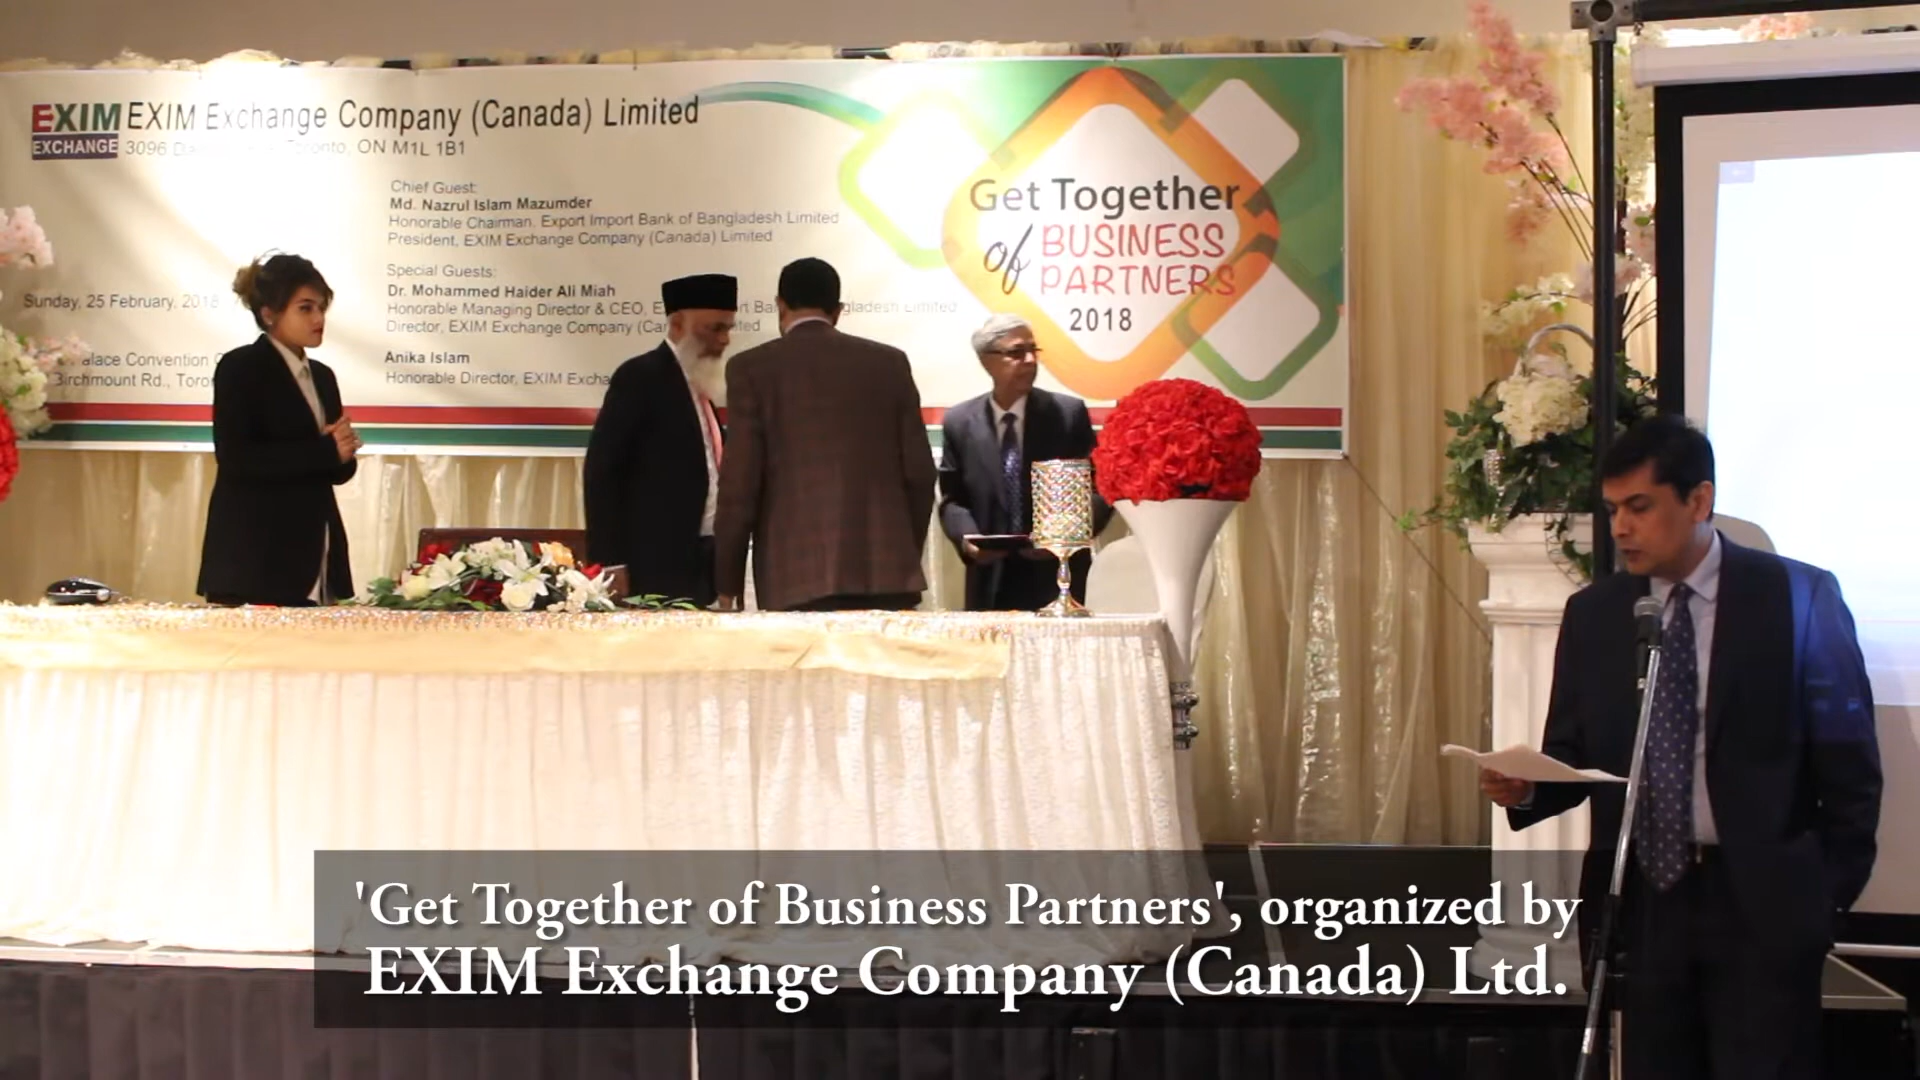 EXIM EXCHANGE
EXIM Exchange Company (Canada) Limited
3096 Toronto, ON M1L 1B1
Chief Guest:
Md. Nazrul Islam Mazumder
Honorable Chairman, Export Import Bank of Bangladesh Limited
President, EXIM Exchange Company (Canada) Limited
Special Guests:
Dr. Mohammed Haider Ali Miah
Honorable Managing Director & CEO, Limited
Director, EXIM Exchange Company
Anika Islam
Honorable Director, EXIM
Sunday, 25 February, 2018
Convention
Birchmount Rd.,
Get Together
of BUSINESS
PARTNERS
2018
'Get Together of Business Partners', organized by
EXIM Exchange Company (Canada) Ltd.